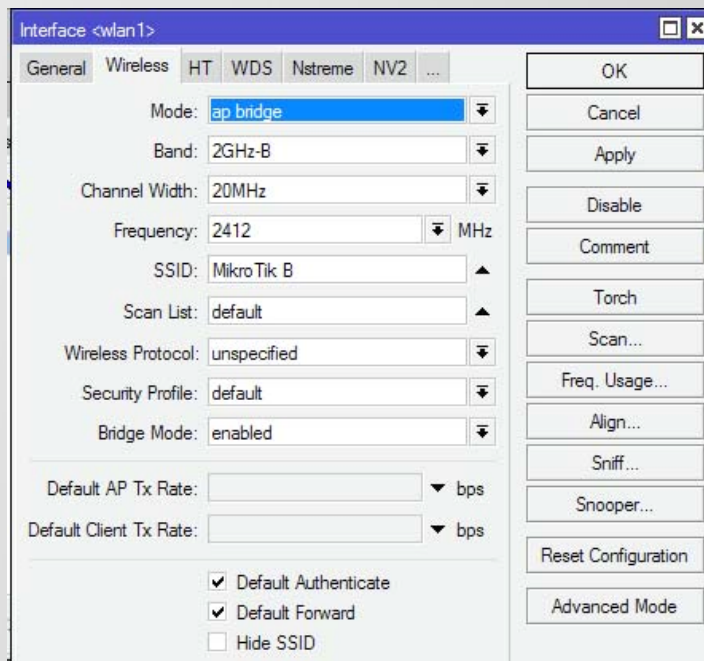 Interface <wlan1>
General Wireless HT WDS Nstreme NV2 ...
Mode: ap bridge
Band: 2GHz-B
Channel Width: 20MHz
Frequency: 2412 MHz
SSID: MikroTik B
Scan List: default
Wireless Protocol: unspecified
Security Profile: default
Bridge Mode: enabled
Default AP Tx Rate: bps
Default Client Tx Rate: bps
Default Authenticate
Default Forward
Hide SSID
OK
Cancel
Apply
Disable
Comment
Torch
Scan...
Freq. Usage...
Align...
Sniff...
Snooper...
Reset Configuration
Advanced Mode